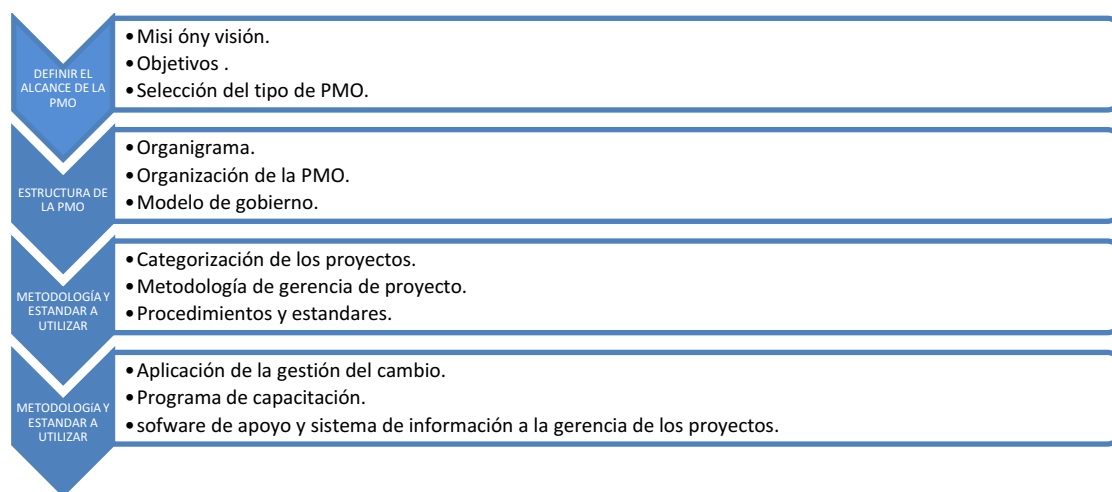 DEFINIR EL
ALCANCE DE LA
PMO
•Misi óny visión.
•Objetivos .
•Selección del tipo de PMO.
ESTRUCTURA DE
LA PMO
•Organigrama.
•Organización de la PMO.
•Modelo de gobierno.
METODOLOGÍA Y
ESTANDAR A
UTILIZAR
•Categorización de los proyectos.
•Metodología de gerencia de proyecto.
•Procedimientos y estandares.
METODOLOGíA Y
ESTANDAR A
UTILIZAR
•Aplicación de la gestión del cambio.
•Programa de capacitación.
•sofware de apoyo y sistema de información a la gerencia de los proyectos.